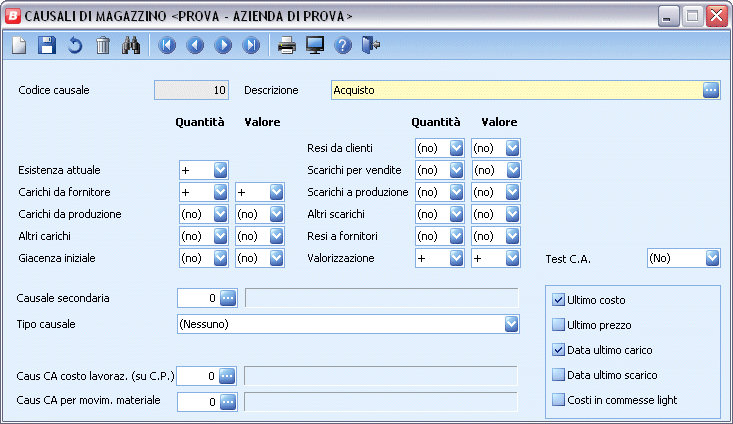 B CAUSALI DI MAGAZZINO <PROVA - AZIENDA DI PROVA>
Codice causale 10 Descrizione Acquisto
Quantità Valore Quantità Valore
Resi da clienti (no) (no)
Esistenza attuale + Scarichi per vendite (no) (no)
Carichi da fornitore + + Scarichi a produzione (no) (no)
Carichi da produzione (no) (no) Altri scarichi (no) (no)
Altri carichi (no) (no) Resi a fornitori (no) (no)
Giacenza iniziale (no) (no) Valorizzazione + + Test C.A. (No)
Causale secondaria 0 Ultimo costo
Tipo causale (Nessuno) Ultimo prezzo
Data ultimo carico
Caus CA costo lavoraz. (su C.P.) 0 Data ultimo scarico
Caus CA per movim. materiale 0 Costi in commesse light